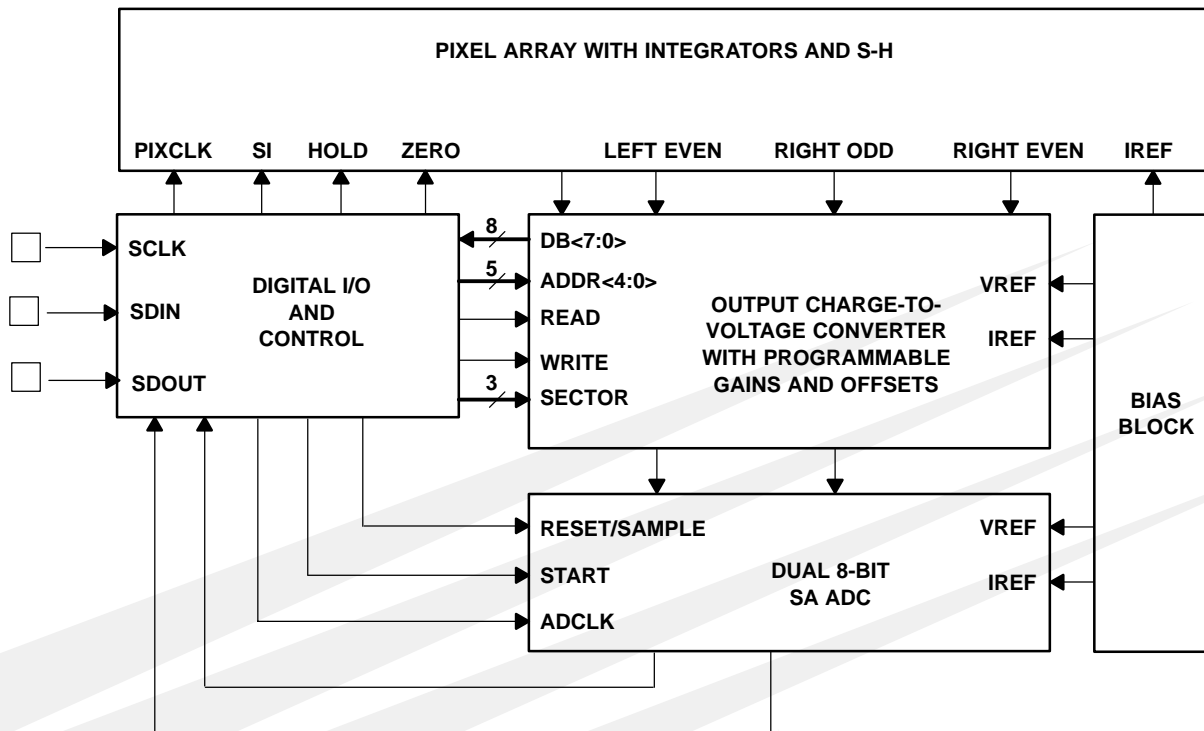 PIXEL ARRAY WITH INTEGRATORS AND S-H
PIXCLK SI HOLD ZERO LEFT EVEN RIGHT ODD RIGHT EVEN IREF
SCLK
SDIN
SDOUT
DIGITAL I/O
AND
CONTROL
8
5
3
DB<7:0>
ADDR<4:0>
READ
WRITE
SECTOR
OUTPUT CHARGE-TO-
VOLTAGE CONVERTER
WITH PROGRAMMABLE
GAINS AND OFFSETS
VREF
IREF
BIAS
BLOCK
RESET/SAMPLE
START
ADCLK
DUAL 8-BIT
SA ADC
VREF
IREF